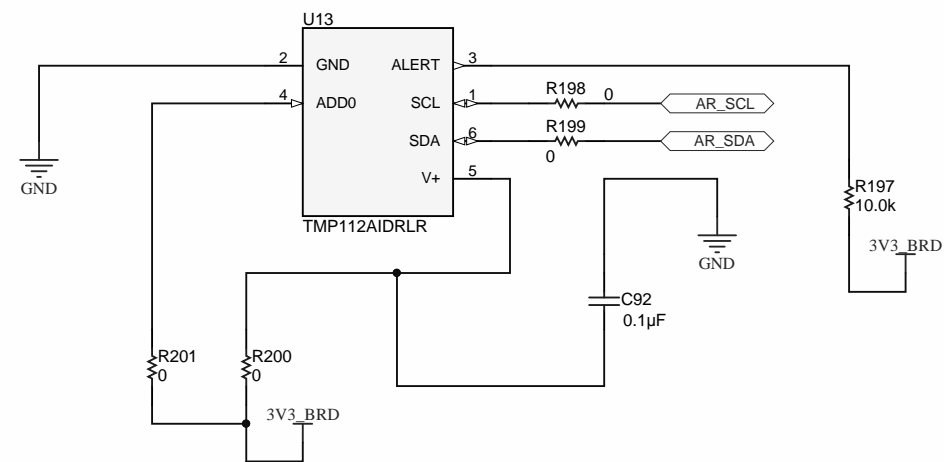 U13
2
GND
ALERT
3
4
ADD0
SCL
1
R198
0
AR_SCL
SDA
6
R199
0
AR_SDA
V+
5
GND
TMP112AIDRLR
R197
10.0k
GND
3V3_BRD
C92
0.1µF
R201
0
R200
0
3V3_BRD